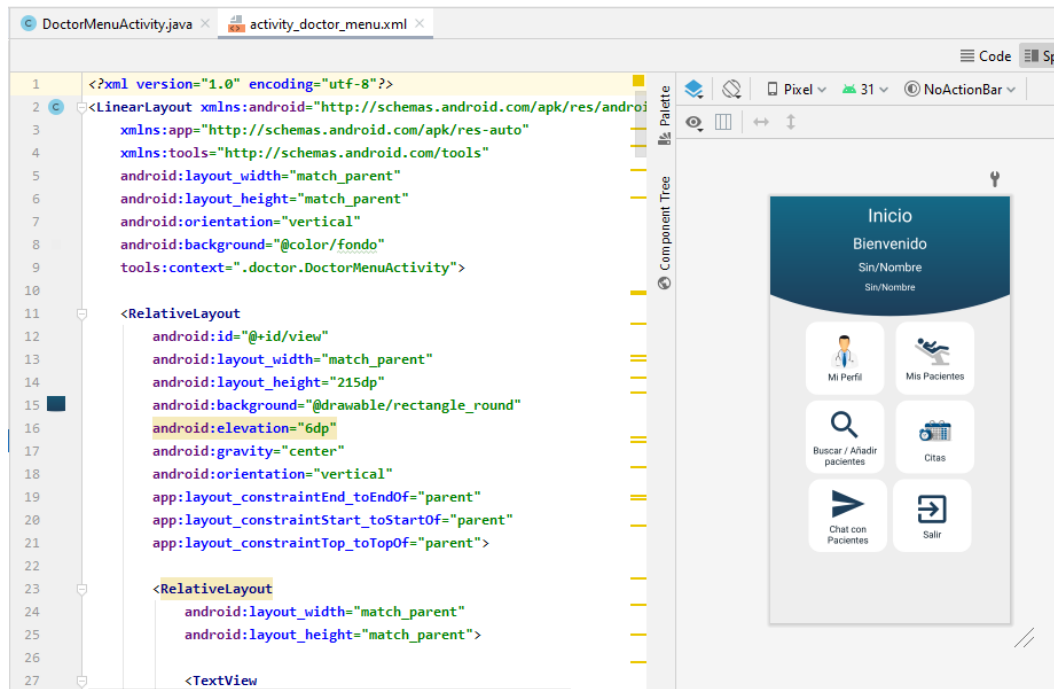 DoctorMenuActivity.java
activity_doctor_menu.xml
Code
Sp
1 <?xml version="1.0" encoding="utf-8"?>
2 <LinearLayout xmlns:android="http://schemas.android.com/apk/res/androi
3 xmlns:app="http://schemas.android.com/apk/res-auto"
4 xmlns:tools="http://schemas.android.com/tools"
5 android:layout_width="match_parent"
6 android:layout_height="match_parent"
7 android:orientation="vertical"
8 android:background="@color/fondo"
9 tools:context=".doctor.DoctorMenuActivity">
10
11 <RelativeLayout
12 android:id="@+id/view"
13 android:layout_width="match_parent"
14 android:layout_height="215dp"
15 android:background="@drawable/rectangle_round"
16 android:elevation="6dp"
17 android:gravity="center"
18 android:orientation="vertical"
19 app:layout_constraintEnd_toEndOf="parent"
20 app:layout_constraintStart_toStartOf="parent"
21 app:layout_constraintTop_toTopOf="parent">
22
23 <RelativeLayout
24 android:layout_width="match_parent"
25 android:layout_height="match_parent">
26
27 <TextView
Palette
Component Tree
Pixel
31
NoActionBar
Inicio
Bienvenido
Sin/Nombre
Sin/Nombre
Mi Perfil
Mis Pacientes
Buscar / Añadir
pacientes
Citas
Chat con
Pacientes
Salir